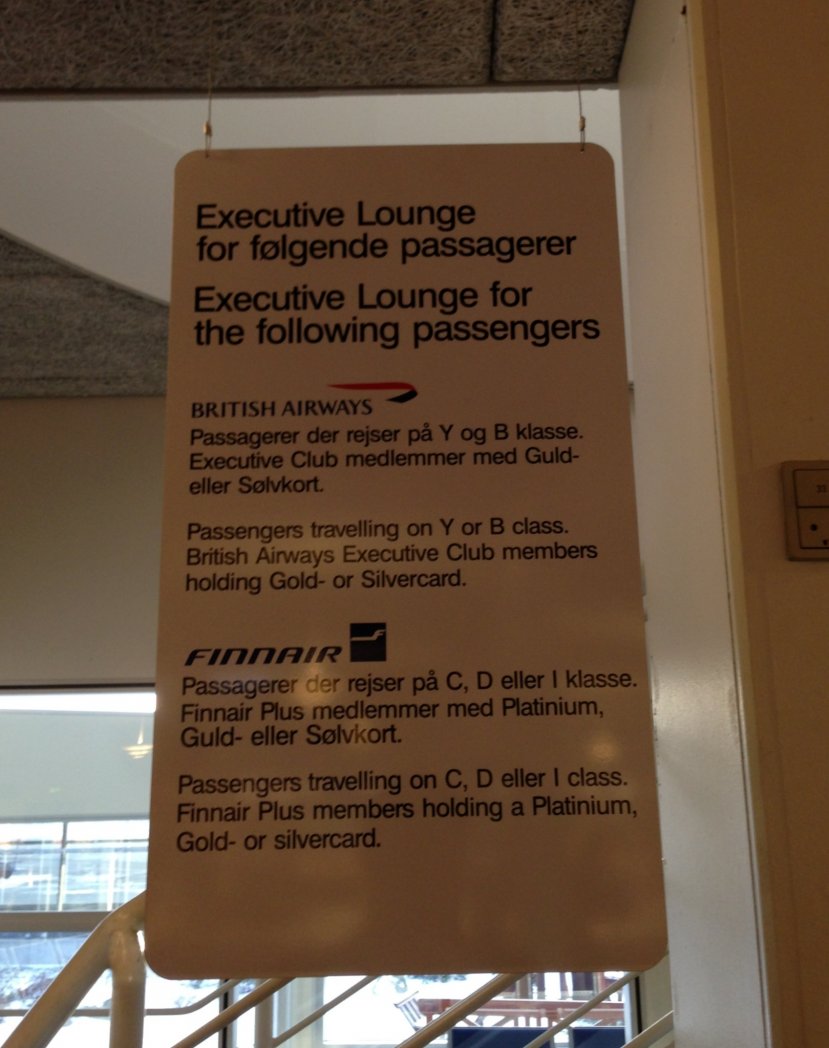 Executive Lounge
for følgende passagerer
Executive Lounge for
the following passengers
BRITISH AIRWAYS
Passagerer der rejser på Y og B klasse.
Executive Club medlemmer med Guld-
eller Sølvkort.
Passengers travelling on Y or B class.
British Airways Executive Club members
holding Gold- or Silvercard.
FINNAIR
Passagerer der rejser på C, D eller I klasse.
Finnair Plus medlemmer med Platinium,
Guld- eller Sølvkort.
Passengers travelling on C, D eller I class.
Finnair Plus members holding a Platinium,
Gold- or silvercard.